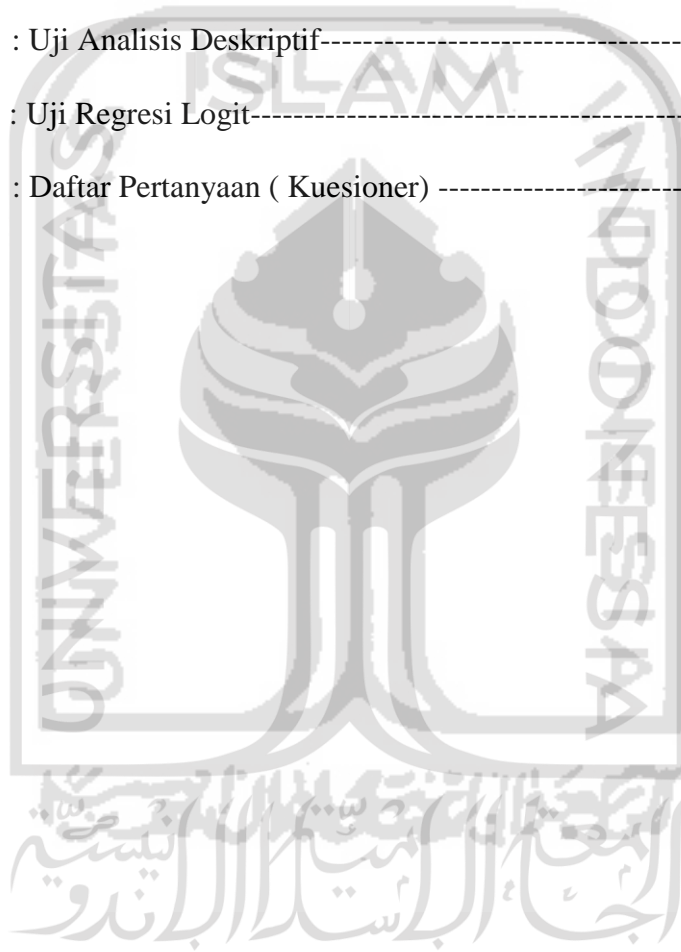 : Uji Analisis Deskriptif--------------------------------
: Uji Regresi Logit---------------------------------------
: Daftar Pertanyaan ( Kuesioner) ----------------------
ISLAM
UNIVERSITAS
INDONESIA